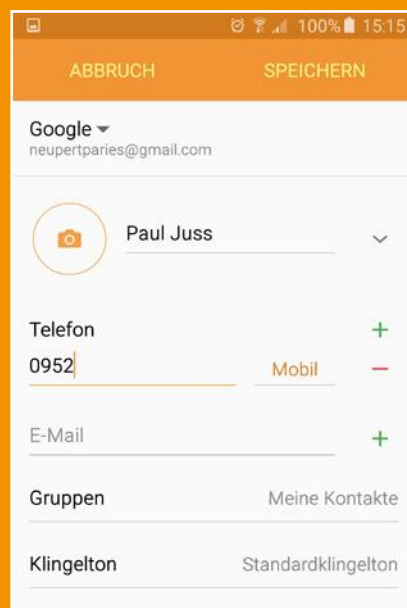 100% 15:15
ABBRUCH SPEICHERN
Google
neupertparies@gmail.com
Paul Juss
Telefon
0952 Mobil
E-Mail
Gruppen Meine Kontakte
Klingelton Standardklingelton